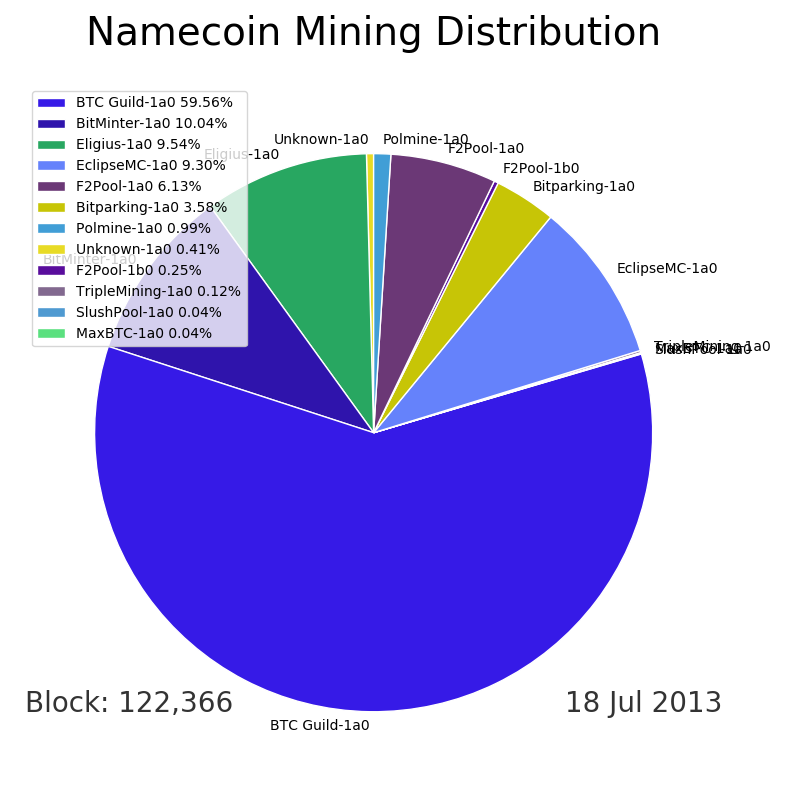 Namecoin Mining Distribution
BTC Guild-1a0 59.56%
BitMinter-1a0 10.04%
Eligius-1a0 9.54%
EclipseMC-1a0 9.30%
F2Pool-1a0 6.13%
Bitparking-1a0 3.58%
Polmine-1a0 0.99%
Unknown-1a0 0.41%
F2Pool-1b0 0.25%
TripleMining-1a0 0.12%
SlushPool-1a0 0.04%
MaxBTC-1a0 0.04%
Eligius-1a0
Unknown-1a0
Polmine-1a0
F2Pool-1a0
F2Pool-1b0
Bitparking-1a0
BitMinter-1a0
EclipseMC-1a0
TripleMining-1a0
SlushPool-1a0
BTC Guild-1a0
Block: 122,366
18 Jul 2013